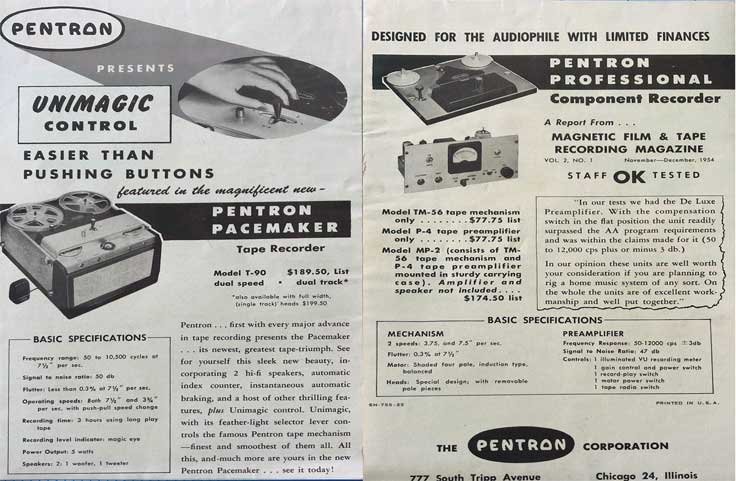 PENTRON
PRESENTS
UNIMAGIC
CONTROL
EASIER THAN
PUSHING BUTTONS
featured in the magnificent new-
PENTRON
PACEMAKER
Tape Recorder
Model T-90 $189.50, List
dual speed • dual track*
*also available with full width,
(single track) heads $199.50
BASIC SPECIFICATIONS
Frequency range: 50 to 10,500 cycles at
7½" per sec.
Signal to noise ratio: 50 db
Flutter: Less than 0.3% at 7½" per sec.
Operating speeds: Both 7½" and 3¾"
per sec. with push-pull speed change
Recording time: 3 hours using long play
tape
Recording level indicator: magic eye
Power Output: 5 watts
Speakers: 2: 1 woofer, 1 tweeter
Pentron . . . first with every major advance
in tape recording presents the Pacemaker
. . . its newest, greatest tape-triumph. See
for yourself this sleek new beauty, in-
corporating 2 hi-fi speakers, automatic
index counter, instantaneous automatic
braking, and a host of other thrilling fea-
tures, plus Unimagic control. Unimagic,
with its feather-light selector lever con-
trols the famous Pentron tape mechanism
—finest and smoothest of them all. All
this, and much more are yours in the new
Pentron Pacemaker . . . see it today!
DESIGNED FOR THE AUDIOPHILE WITH LIMITED FINANCES
PENTRON
PROFESSIONAL
Component Recorder
A Report From . . .
MAGNETIC FILM & TAPE
RECORDING MAGAZINE
VOL. 2, NO. 1 November—December, 1954
STAFF OK TESTED
Model TM-56 tape mechanism
only . . . . . . . . $77.75 list
Model P-4 tape preamplifier
only . . . . . . . . $77.75 list
Model MP-2 (consists of TM-
56 tape mechanism and
P-4 tape preamplifier
mounted in sturdy carrying
case). Amplifier and
speaker not included . . . .
$174.50 list
"In our tests we had the De Luxe
Preamplifier. With the compensation
switch in the flat position the unit readily
surpassed the AA program requirements
and was within the claims made for it (50
to 12,000 cps plus or minus 3 db.)
In our opinion these units are well worth
your consideration if you are planning to
rig a home music system of any sort. On
the whole the units are of excellent work-
manship and well put together."
BASIC SPECIFICATIONS
MECHANISM
2 speeds: 3.75, and 7.5" per sec.
Flutter: 0.3% at 7½"
Motor: Shaded four pole, induction type,
balanced
Heads: Special design; with removable
pole pieces
PREAMPLIFIER
Frequency Response: 50-12000 cps ±3db
Signal to Noise Ratio: 47 db
Controls: 1 illuminated VU recording meter
1 gain control and power switch
1 record-play switch
1 motor power switch
1 tape radio switch
PRINTED IN U.S.A.
THE PENTRON CORPORATION
777 South Tripp Avenue Chicago 24, Illinois